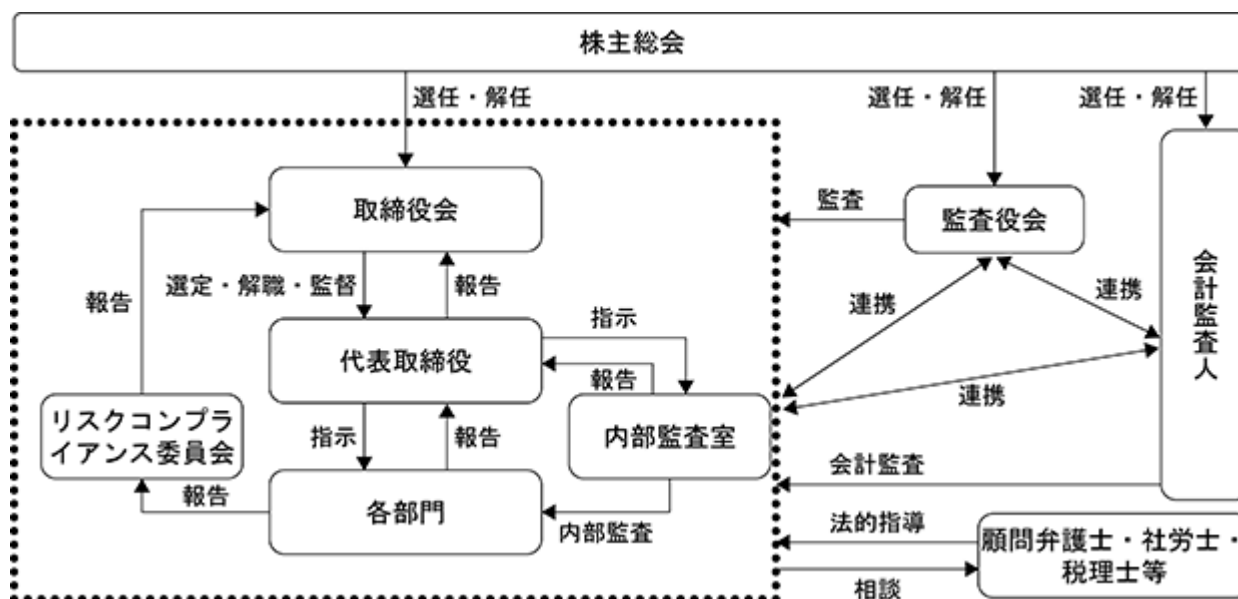 株主総会
選任・解任
選任・解任
選任・解任
取締役会
監査
監査役会
会計監査人
報告
選定・解職・監督
報告
連携
連携
指示
代表取締役
報告
連携
リスクコンプラ
イアンス委員会
指示
報告
内部監査室
会計監査
報告
各部門
内部監査
法的指導
顧問弁護士・社労士・
税理士等
相談